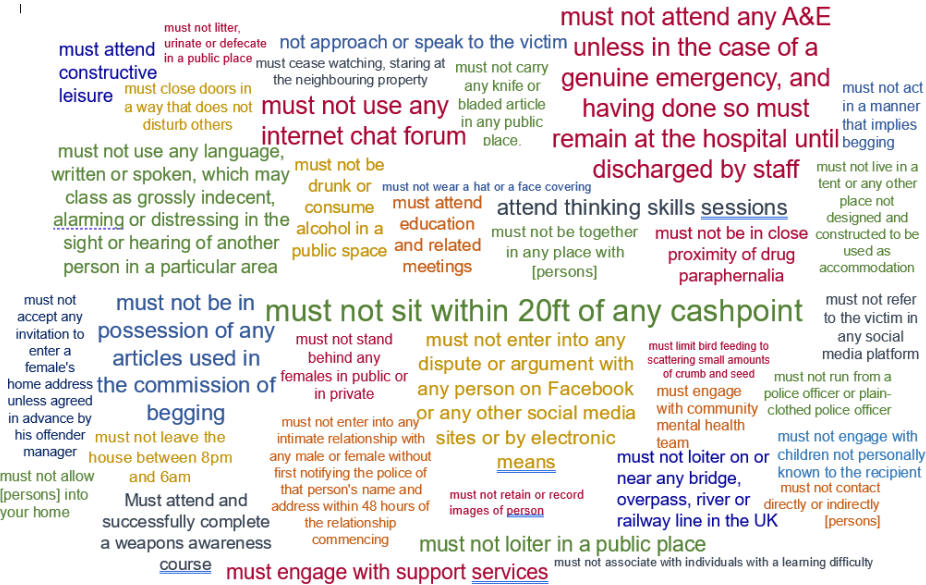 must attend
constructive
leisure
must not litter,
urinate or defecate
in a public place
not approach or speak to the victim
must cease watching, staring at
the neighbouring property
must not attend any A&E
unless in the case of a
genuine emergency, and
having done so must
remain at the hospital until
discharged by staff
must close doors in
a way that does not
disturb others
must not use any
internet chat forum
must not carry
any knife or
bladed article
in any public
place.
must not act
in a manner
that implies
begging
must not use any language,
written or spoken, which may
class as grossly indecent,
alarming or distressing in the
sight or hearing of another
person in a particular area
must not be
drunk or
consume
alcohol in a
public space
must not wear a hat or a face covering
must attend
education
and related
meetings
attend thinking skills sessions
must not be together
in any place with
[persons]
must not be in close
proximity of drug
paraphernalia
must not live in a
tent or any other
place not
designed and
constructed to be
used as
accommodation
must not
accept any
invitation to
enter a
female's
home address
unless agreed
in advance by
his offender
manager
must not be in
possession of any
articles used in
the commission of
begging
must not sit within 20ft of any cashpoint
must not refer
to the victim in
any social
media platform
must not stand
behind any
females in public or
in private
must not enter into any
dispute or argument with
any person on Facebook
or any other social media
sites or by electronic
means
must limit bird feeding to
scattering small amounts
of crumb and seed
must not run from a
police officer or plain-
clothed police officer
must engage
with community
mental health
team
must not leave the
house between 8pm
and 6am
must not enter into any
intimate relationship with
any male or female without
first notifying the police of
that person's name and
address within 48 hours of
the relationship
commencing
must not engage with
children not personally
known to the recipient
must not loiter on or
near any bridge,
overpass, river or
railway line in the UK
must not allow
[persons] into
your home
must not contact
directly or indirectly
[persons]
Must attend and
successfully complete
a weapons awareness
course
must not retain or record
images of person
must not loiter in a public place
must not associate with individuals with a learning difficulty
must engage with support services